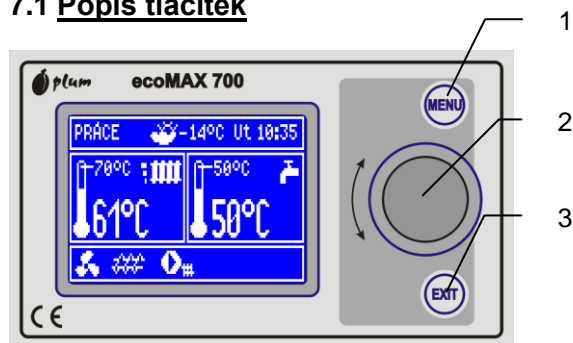 7.1 Popis tlačítek
1
plum ecoMAX 700
MENU
PRÁCE -14°C Ut 10:35
2
70°C 50°C
61°C 50°C
3
EXIT
CE